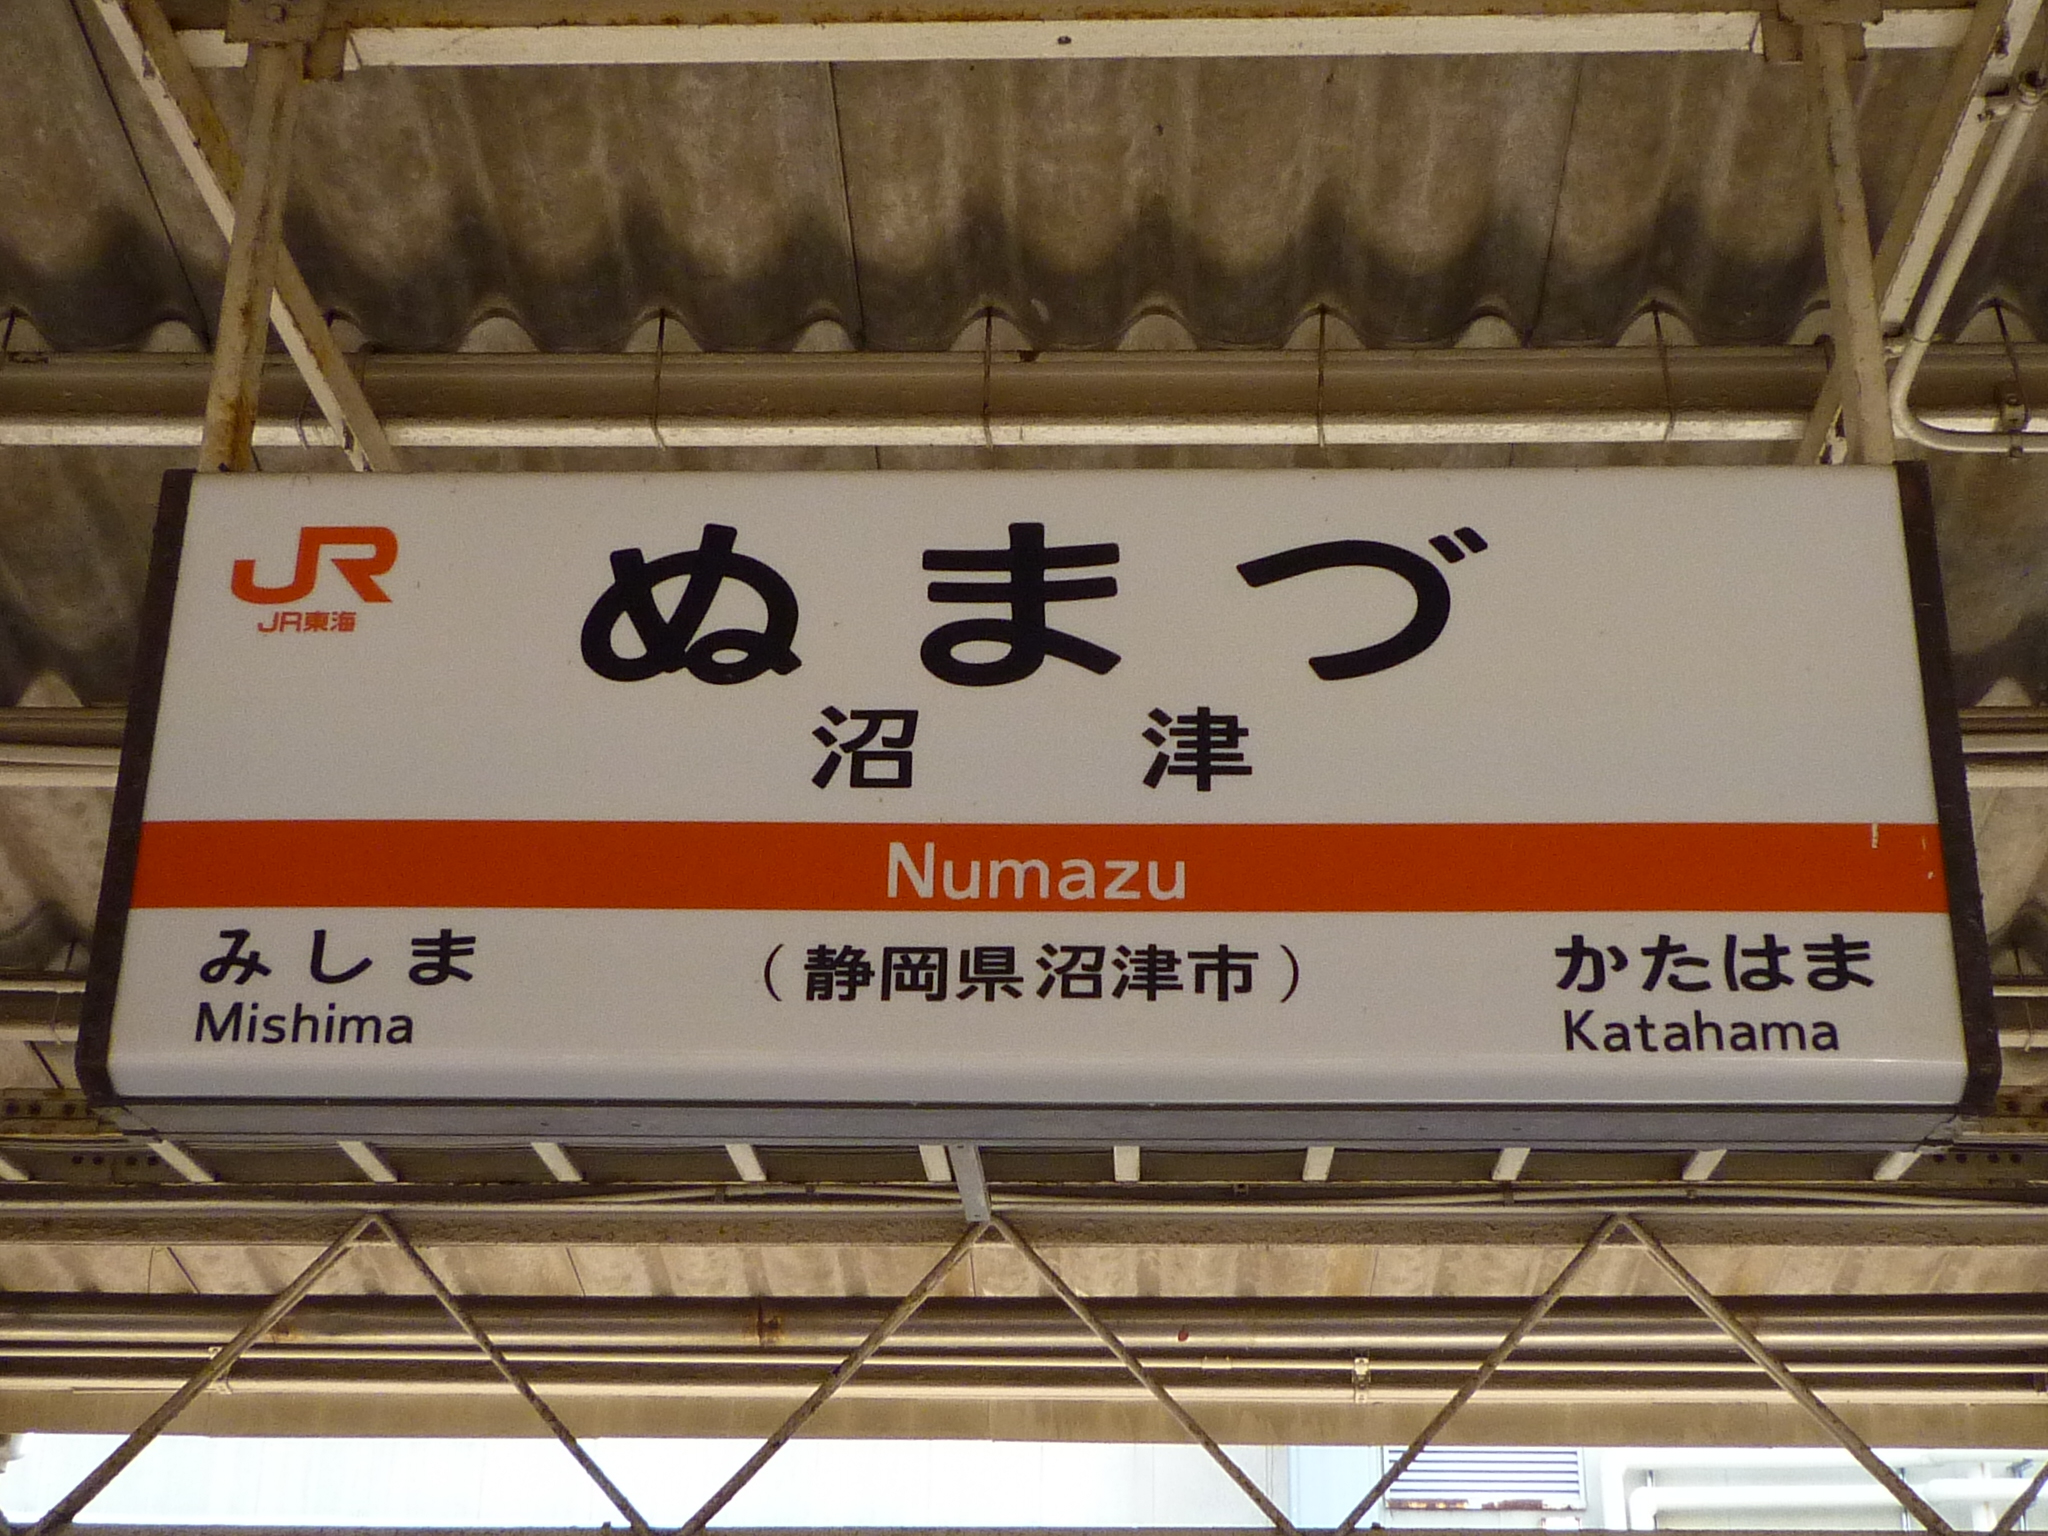 JR
JR東海
ぬまづ
沼津
Numazu
みしま
Mishima
(静岡県沼津市)
かたはま
Katahama